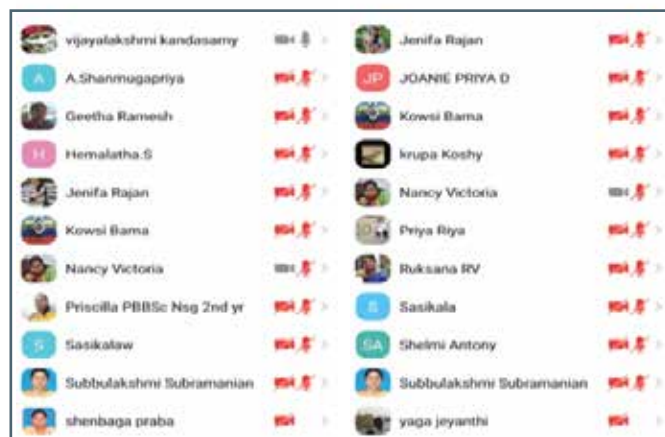 vijayalakshmi kandasamy
A A.Shanmugapriya
Geetha Ramesh
H Hemalatha.S
Jenifa Rajan
Kowsi Bama
Nancy Victoria
Priscilla PBBSc Nsg 2nd yr
S Sasikalaw
Subbulakshmi Subramanian
shenbaga praba
Jenifa Rajan
JP JOANIE PRIYA D
Kowsi Bama
krupa Koshy
Nancy Victoria
Priya Riya
Ruksana RV
S Sasikala
SA Shelmi Antony
Subbulakshmi Subramanian
yaga jeyanthi